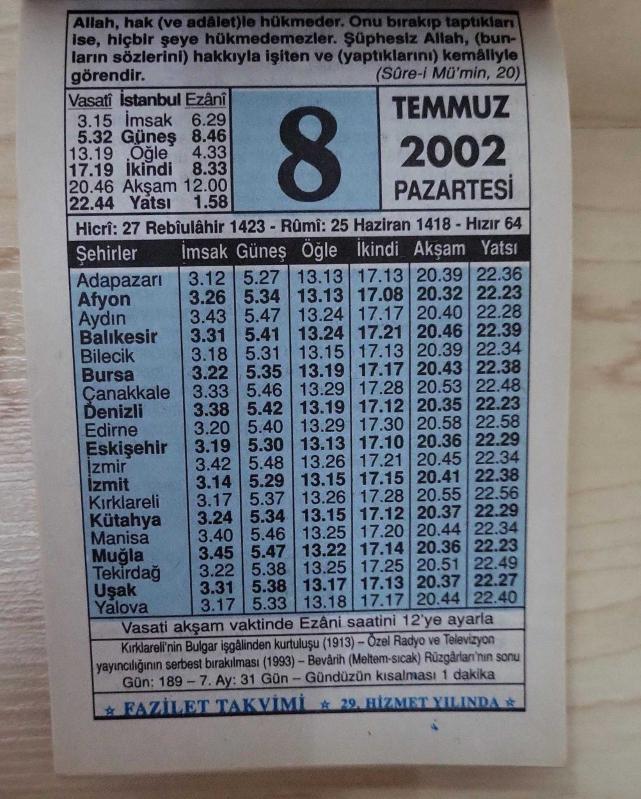 Allah, hak (ve adâlet)le hükmeder. Onu bırakıp taptıkları
ise, hiçbir şeye hükmedemezler. Şüphesiz Allah, (bun-
ların sözlerini) hakkıyla işiten ve (yaptıklarını) kemâliyle
görendir. (Sûre-i Mü'min, 20)
Vasatî İstanbul Ezânî
3.15 İmsak 6.29
5.32 Güneş 8.46
13.19 Öğle 4.33
17.19 İkindi 8.33
20.46 Akşam 12.00
22.44 Yatsı 1.58
8
TEMMUZ
2002
PAZARTESİ
Hicrî: 27 Rebîulâhir 1423 - Rûmî: 25 Haziran 1418 - Hızır 64
Şehirler İmsak Güneş Öğle İkindi Akşam Yatsı
Adapazarı 3.12 5.27 13.13 17.13 20.39 22.36
Afyon 3.26 5.34 13.13 17.08 20.32 22.23
Aydın 3.43 5.47 13.24 17.17 20.40 22.28
Balıkesir 3.31 5.41 13.24 17.21 20.46 22.39
Bilecik 3.18 5.31 13.15 17.13 20.39 22.34
Bursa 3.22 5.35 13.19 17.17 20.43 22.38
Çanakkale 3.33 5.46 13.29 17.28 20.53 22.48
Denizli 3.38 5.42 13.19 17.12 20.35 22.23
Edirne 3.20 5.40 13.29 17.30 20.58 22.58
Eskişehir 3.19 5.30 13.13 17.10 20.36 22.29
İzmir 3.42 5.48 13.26 17.21 20.45 22.34
İzmit 3.14 5.29 13.15 17.15 20.41 22.38
Kırklareli 3.17 5.37 13.26 17.28 20.55 22.56
Kütahya 3.24 5.34 13.15 17.12 20.37 22.29
Manisa 3.40 5.46 13.25 17.20 20.44 22.34
Muğla 3.45 5.47 13.22 17.14 20.36 22.23
Tekirdağ 3.22 5.38 13.25 17.25 20.51 22.49
Uşak 3.31 5.38 13.17 17.13 20.37 22.27
Yalova 3.17 5.33 13.18 17.17 20.44 22.40
Vasati akşam vaktinde Ezâni saatini 12'ye ayarla
Kırklareli'nin Bulgar işgâlinden kurtuluşu (1913) – Özel Radyo ve Televizyon
yayıncılığının serbest bırakılması (1993) – Bevârih (Meltem-sıcak) Rüzgârları'nın sonu
Gün: 189 – 7. Ay: 31 Gün – Gündüzün kısalması 1 dakika
FAZİLET TAKVİMİ 29. HİZMET YILINDA